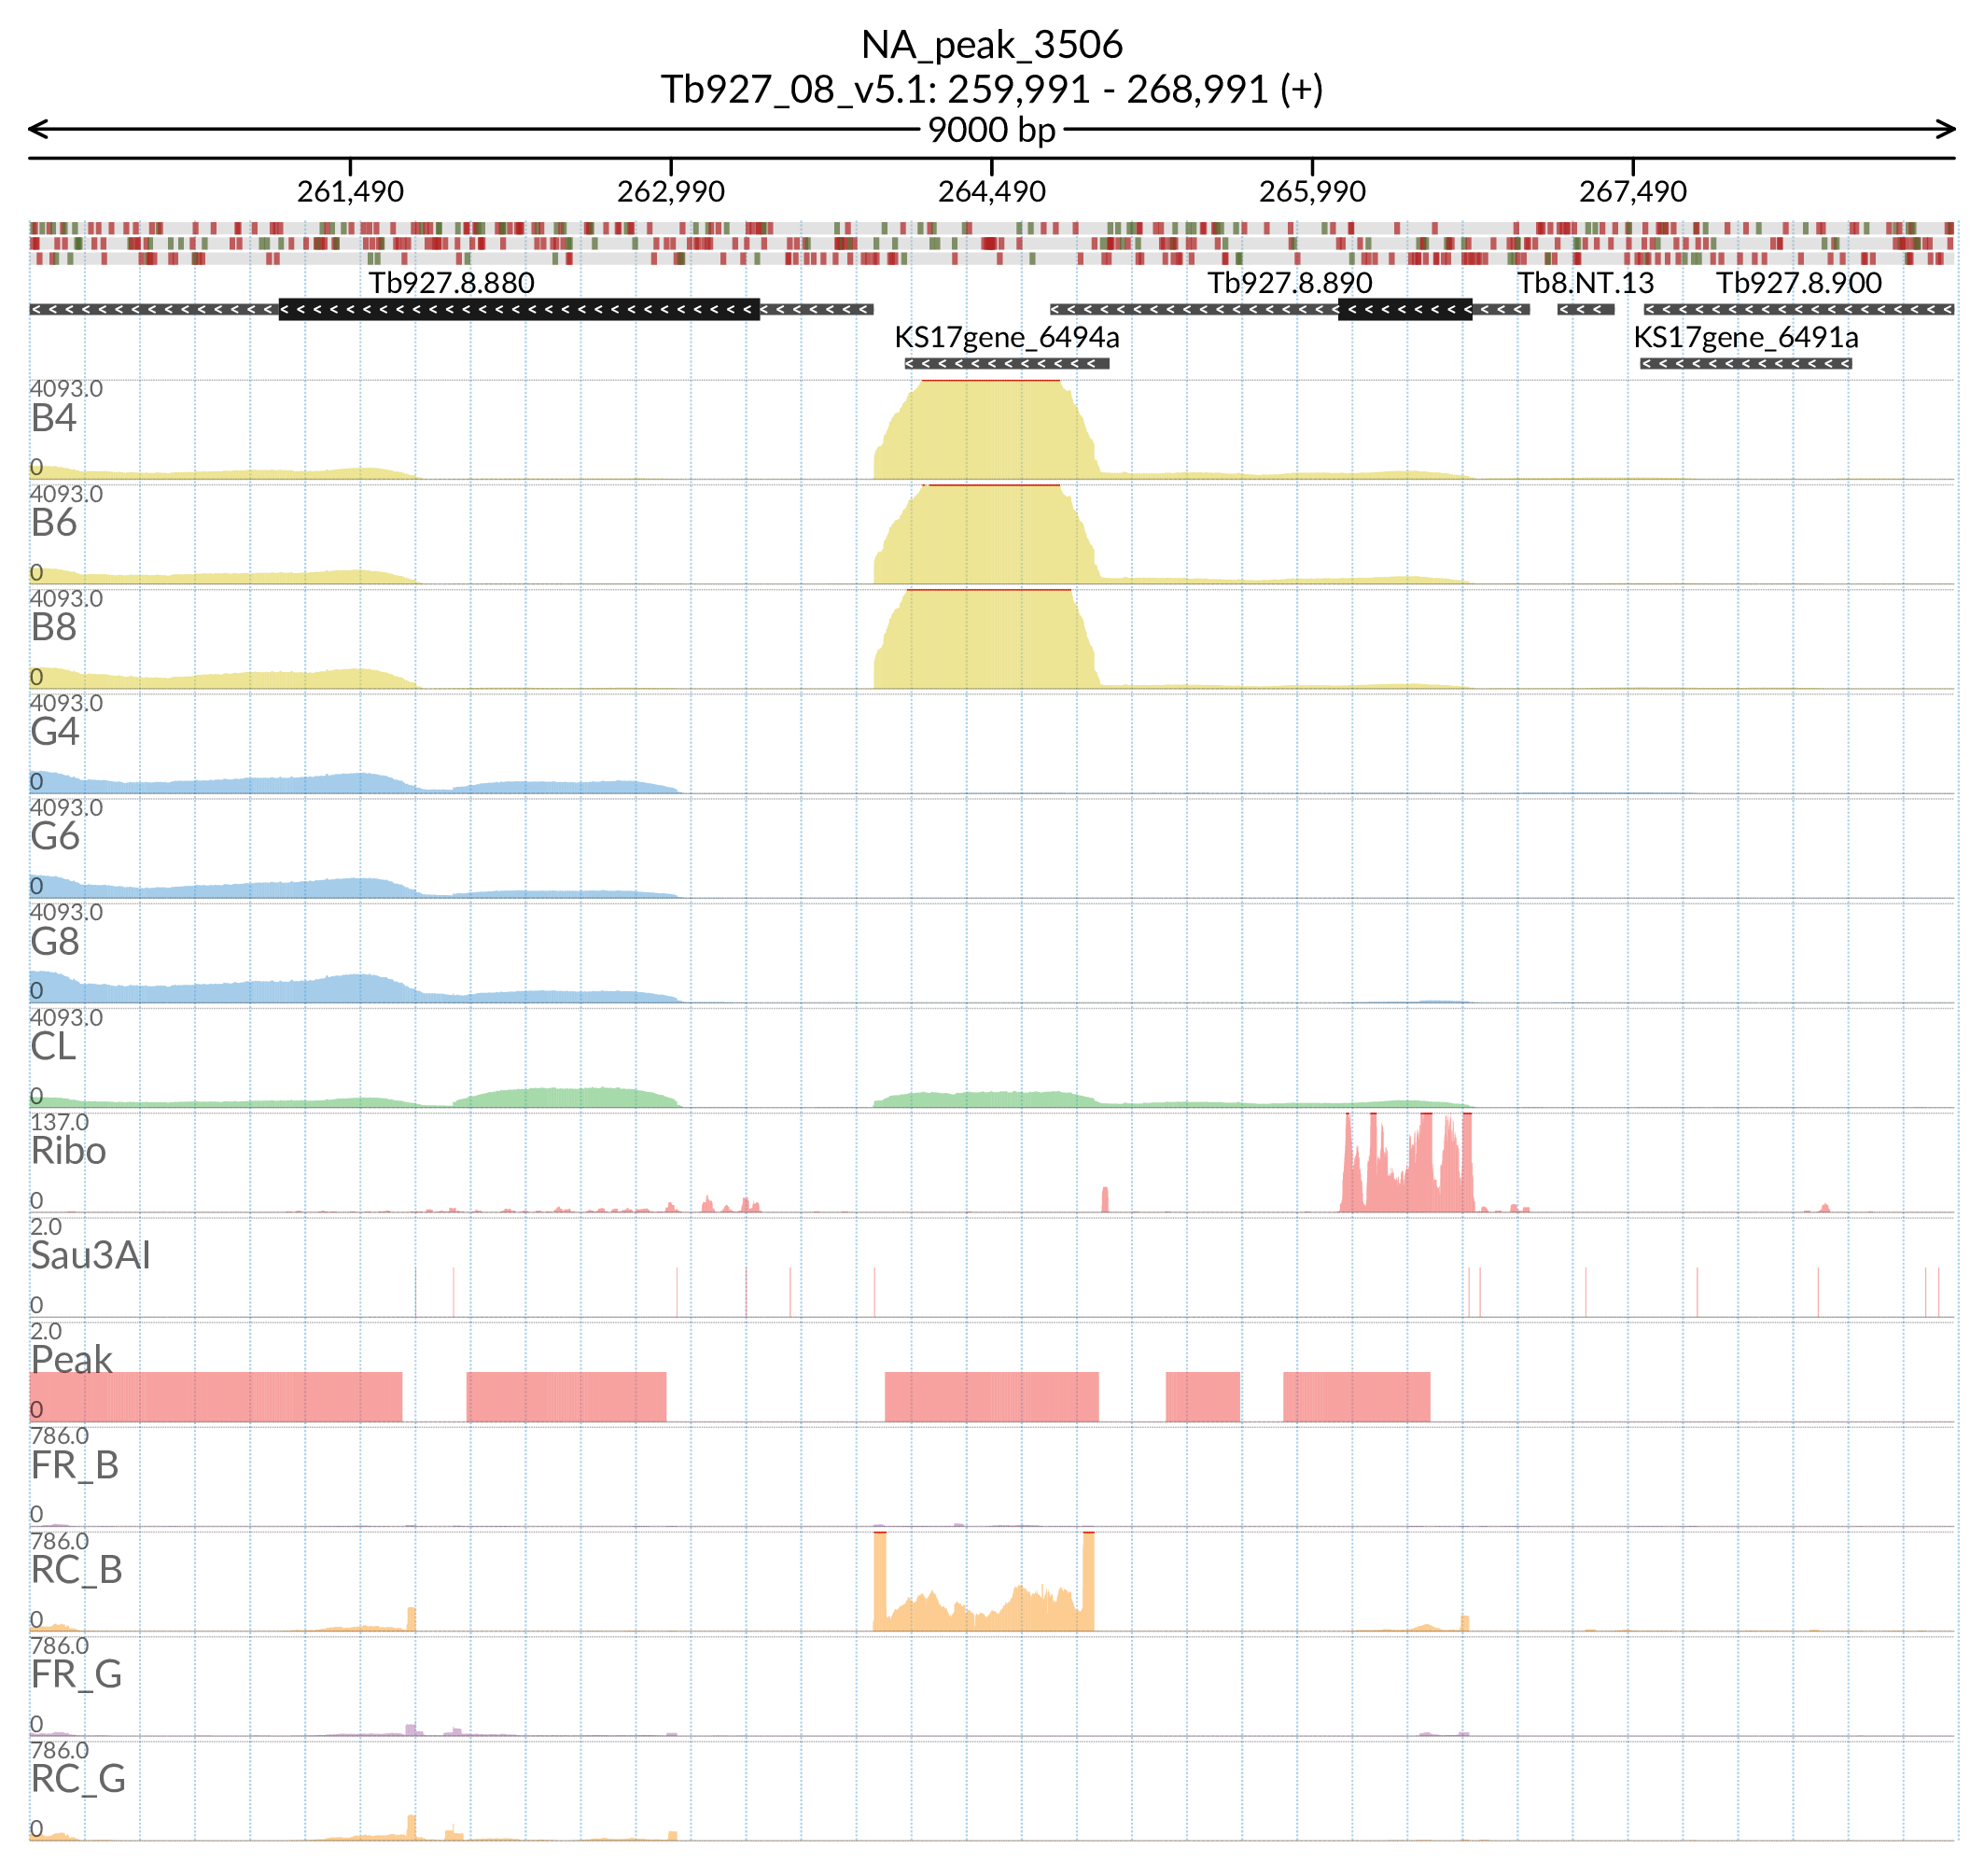 NA_peak_3506
Tb927_08_v5.1: 259,991 - 268,991 (+)
9000 bp
261,490 262,990 264,490 265,990 267,490
Tb927.8.880 Tb927.8.890 Tb8.NT.13 Tb927.8.900
KS17gene_6494a KS17gene_6491a
4093.0
B4
0
4093.0
B6
0
4093.0
B8
0
4093.0
G4
0
4093.0
G6
0
4093.0
G8
0
4093.0
CL
0
137.0
Ribo
0
2.0
Sau3AI
0
2.0
Peak
0
786.0
FR_B
0
786.0
RC_B
0
786.0
FR_G
0
786.0
RC_G
0